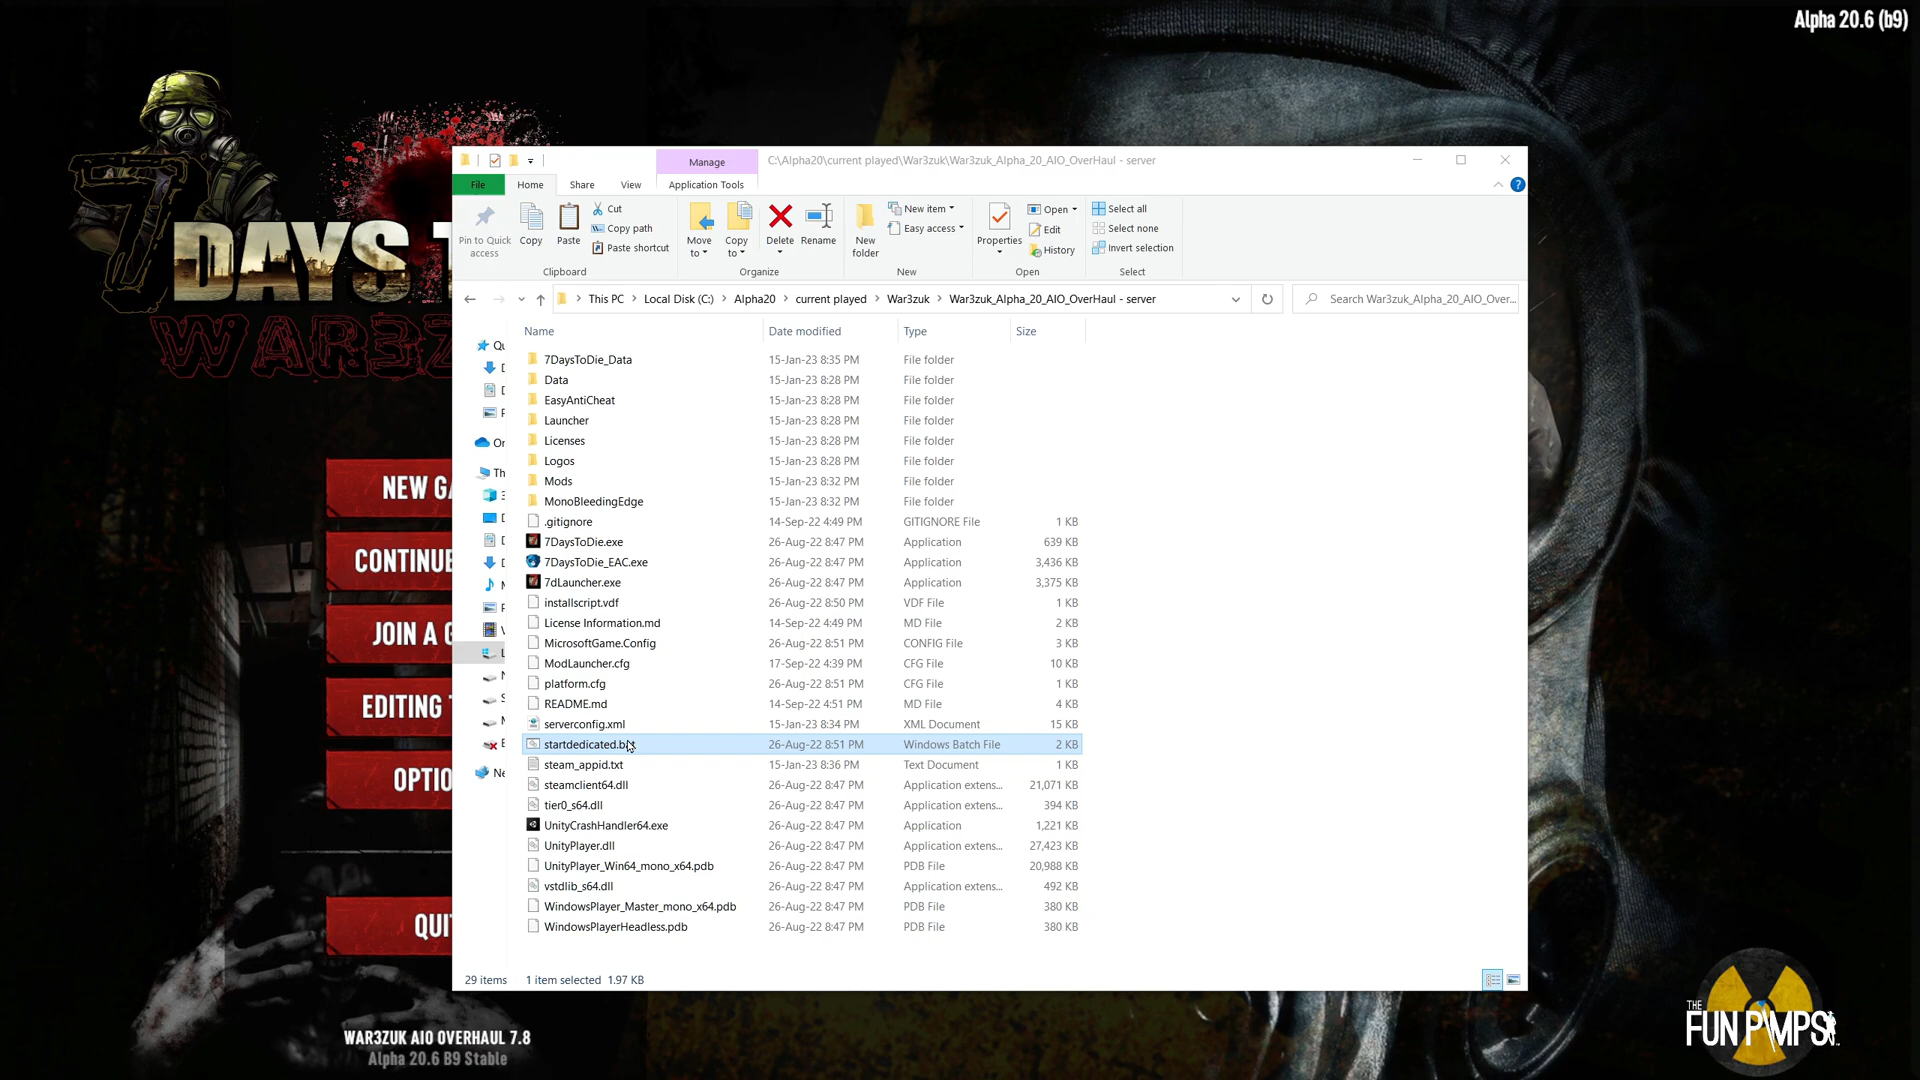 Alpha 20.6 (b9)
7 DAYS T
WAR3Z
Manage
C:\Alpha20\current played\War3zuk\War3zuk_Alpha_20_AIO_OverHaul - server
File Home Share View Application Tools
Pin to Quick access
Copy
Paste
Cut
Copy path
Paste shortcut
Clipboard
Move to
Copy to
Delete
Rename
Organize
New folder
New item
Easy access
New
Properties
Open
Edit
History
Open
Select all
Select none
Invert selection
Select
This PC > Local Disk (C:) > Alpha20 > current played > War3zuk > War3zuk_Alpha_20_AIO_OverHaul - server
Search War3zuk_Alpha_20_AIO_Over...
Name Date modified Type Size
7DaysToDie_Data 15-Jan-23 8:35 PM File folder
Data 15-Jan-23 8:28 PM File folder
EasyAntiCheat 15-Jan-23 8:28 PM File folder
Launcher 15-Jan-23 8:28 PM File folder
Licenses 15-Jan-23 8:28 PM File folder
Logos 15-Jan-23 8:28 PM File folder
Mods 15-Jan-23 8:32 PM File folder
MonoBleedingEdge 15-Jan-23 8:32 PM File folder
.gitignore 14-Sep-22 4:49 PM GITIGNORE File 1 KB
7DaysToDie.exe 26-Aug-22 8:47 PM Application 639 KB
7DaysToDie_EAC.exe 26-Aug-22 8:47 PM Application 3,436 KB
7dLauncher.exe 26-Aug-22 8:47 PM Application 3,375 KB
installscript.vdf 26-Aug-22 8:50 PM VDF File 1 KB
License Information.md 14-Sep-22 4:49 PM MD File 2 KB
MicrosoftGame.Config 26-Aug-22 8:51 PM CONFIG File 3 KB
ModLauncher.cfg 17-Sep-22 4:39 PM CFG File 10 KB
platform.cfg 26-Aug-22 8:51 PM CFG File 1 KB
README.md 14-Sep-22 4:51 PM MD File 4 KB
serverconfig.xml 15-Jan-23 8:34 PM XML Document 15 KB
startdedicated.bat 26-Aug-22 8:51 PM Windows Batch File 2 KB
steam_appid.txt 15-Jan-23 8:36 PM Text Document 1 KB
steamclient64.dll 26-Aug-22 8:47 PM Application extens... 21,071 KB
tier0_s64.dll 26-Aug-22 8:47 PM Application extens... 394 KB
UnityCrashHandler64.exe 26-Aug-22 8:47 PM Application 1,221 KB
UnityPlayer.dll 26-Aug-22 8:47 PM Application extens... 27,423 KB
UnityPlayer_Win64_mono_x64.pdb 26-Aug-22 8:47 PM PDB File 20,988 KB
vstdlib_s64.dll 26-Aug-22 8:47 PM Application extens... 492 KB
WindowsPlayer_Master_mono_x64.pdb 26-Aug-22 8:47 PM PDB File 380 KB
WindowsPlayerHeadless.pdb 26-Aug-22 8:47 PM PDB File 380 KB
29 items 1 item selected 1.97 KB
NEW GA
CONTINUE
JOIN A G
EDITING T
OPTIO
QUI
WAR3ZUK AIO OVERHAUL 7.8
Alpha 20.6 B9 Stable
THE
FUN PIMPS